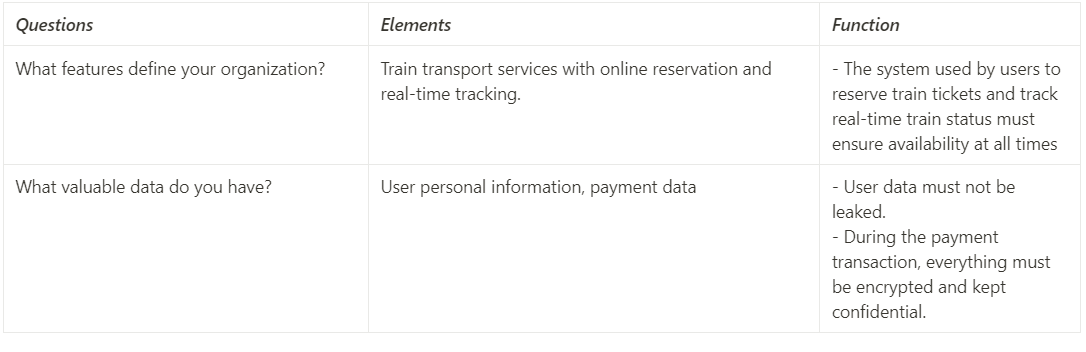 Questions
Elements
Function
What features define your organization?
Train transport services with online reservation and
real-time tracking.
- The system used by users to
reserve train tickets and track
real-time train status must
ensure availability at all times
What valuable data do you have?
User personal information, payment data
- User data must not be
leaked.
- During the payment
transaction, everything must
be encrypted and kept
confidential.